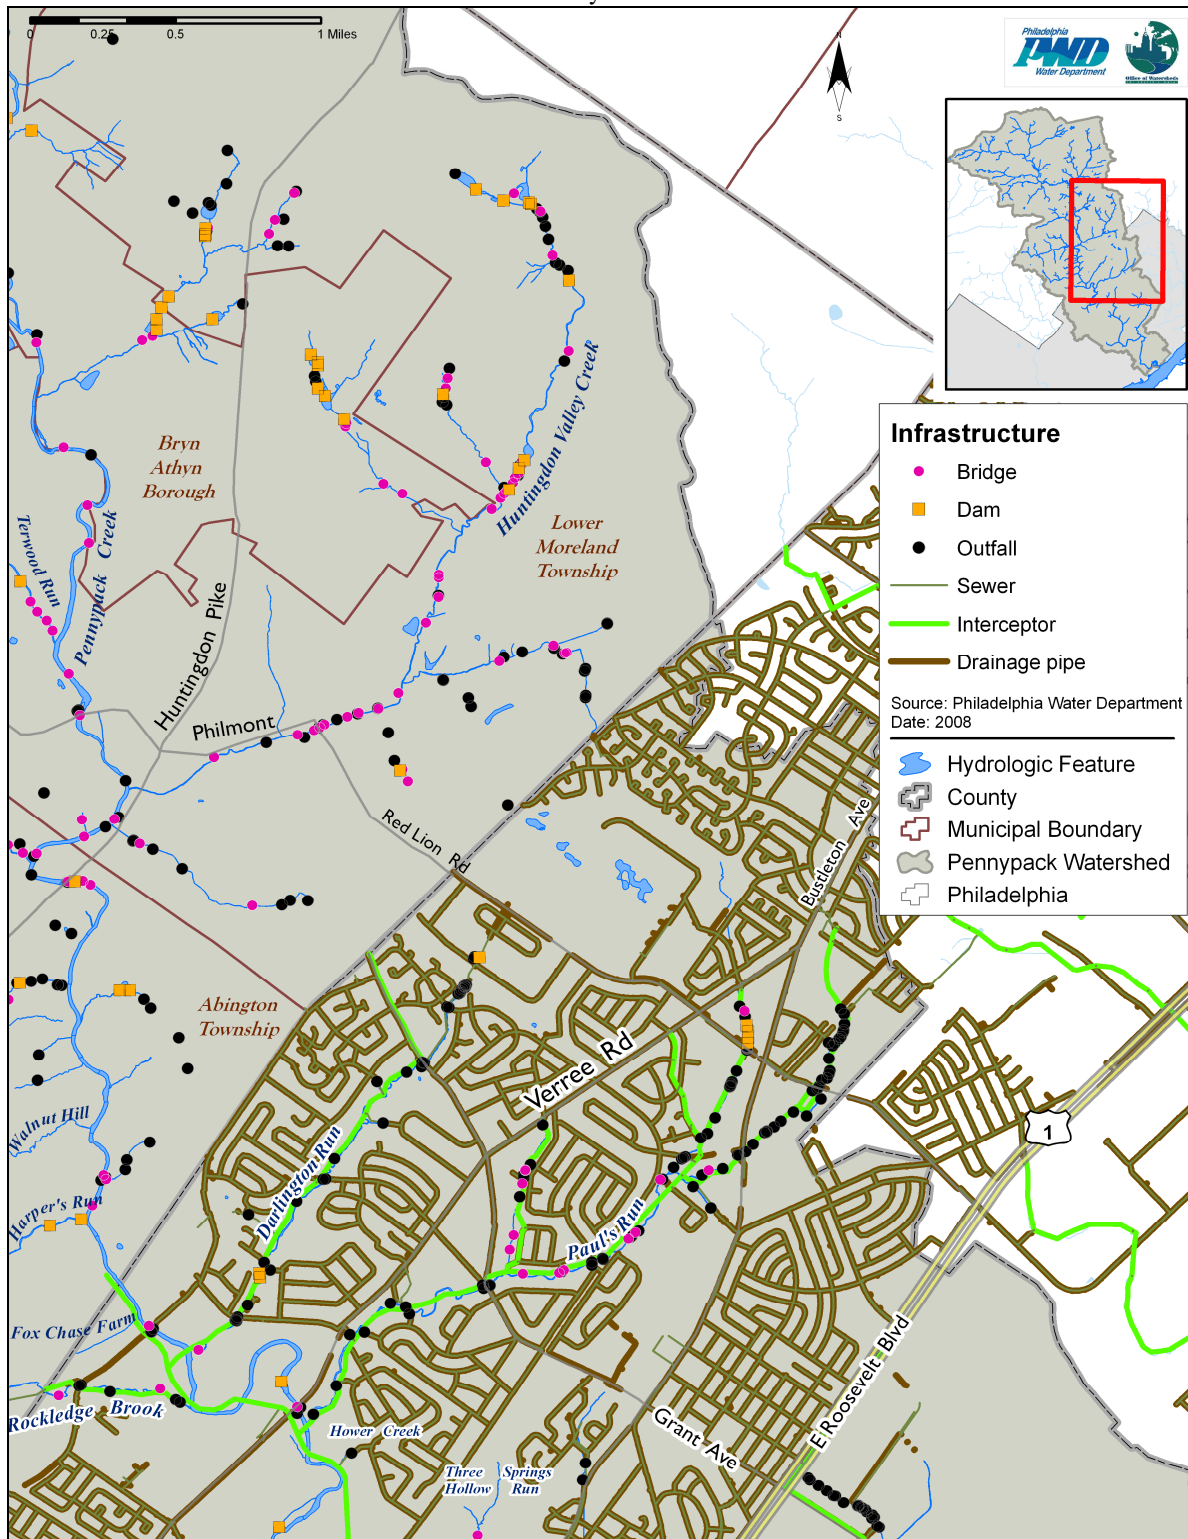 0 0.25 0.5 1 Miles
N
S
Philadelphia
PWD
Water Department
Office of Watersheds
Infrastructure
Bridge
Dam
Outfall
Sewer
Interceptor
Drainage pipe
Source: Philadelphia Water Department
Date: 2008
Hydrologic Feature
County
Municipal Boundary
Pennypack Watershed
Philadelphia
Bryn
Athyn
Borough
Huntingdon Valley Creek
Lower
Moreland
Township
Terwood Run
Pennypack Creek
Huntingdon Pike
Philmont
Red Lion Rd
Bustleton Ave
Abington
Township
Verree Rd
Walnut Hill
Harper's Run
Darlington Run
Paul's Run
1
Fox Chase Farm
Rockledge Brook
Hower Creek
Three Springs
Hollow Run
Grant Ave
E Roosevelt Blvd